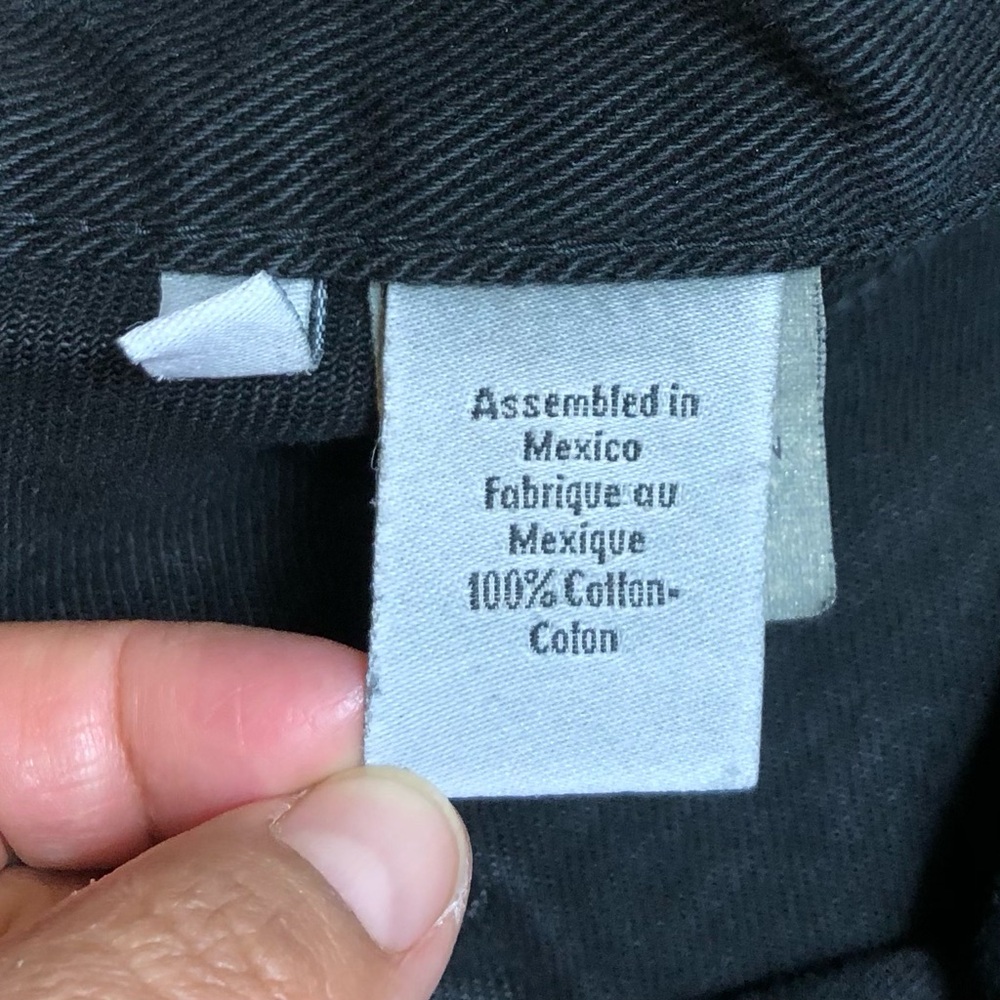 Assembled in
Mexico
Fabrique au
Mexique
100% Cotton-
Coton